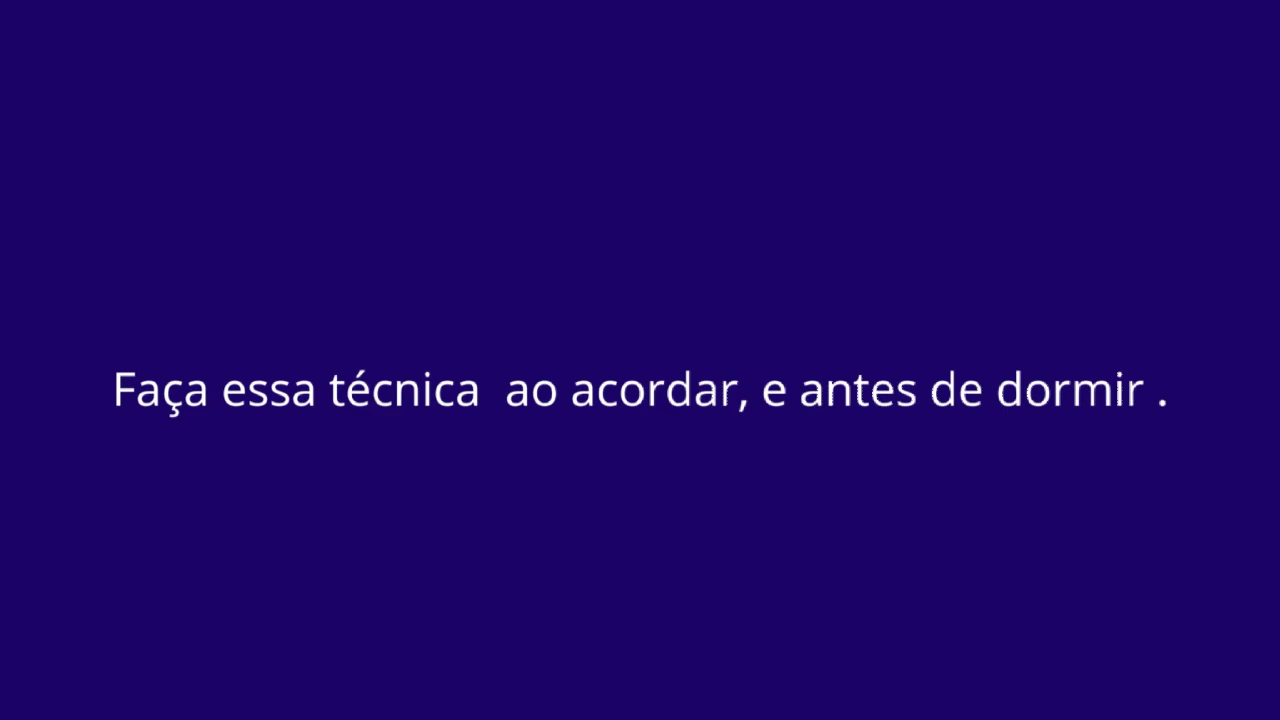 Faça essa técnica  ao acordar, e antes de dormir .